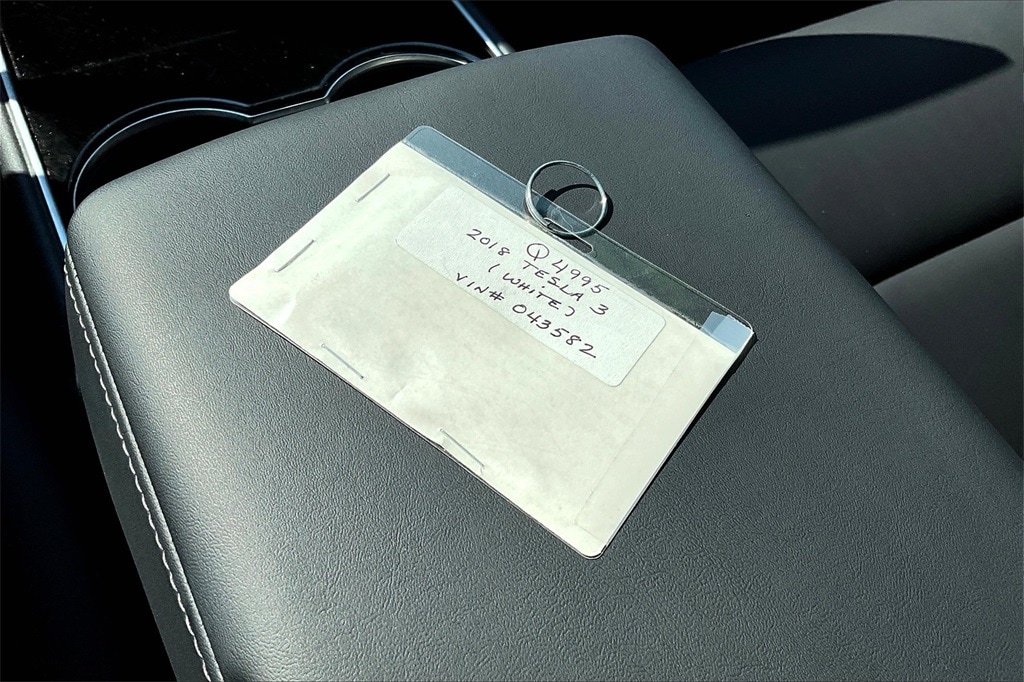 Q4995
2018 TESLA 3
(WHITE)
VIN# 043582